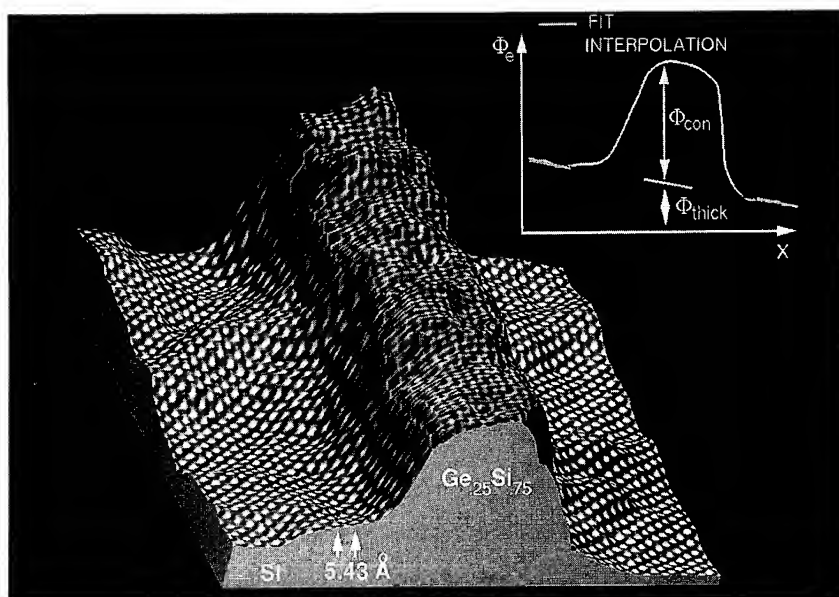 FIT
INTERPOLATION
Φe
Φcon
Φthick
X
Ge.25Si.75
Si
5.43 Å